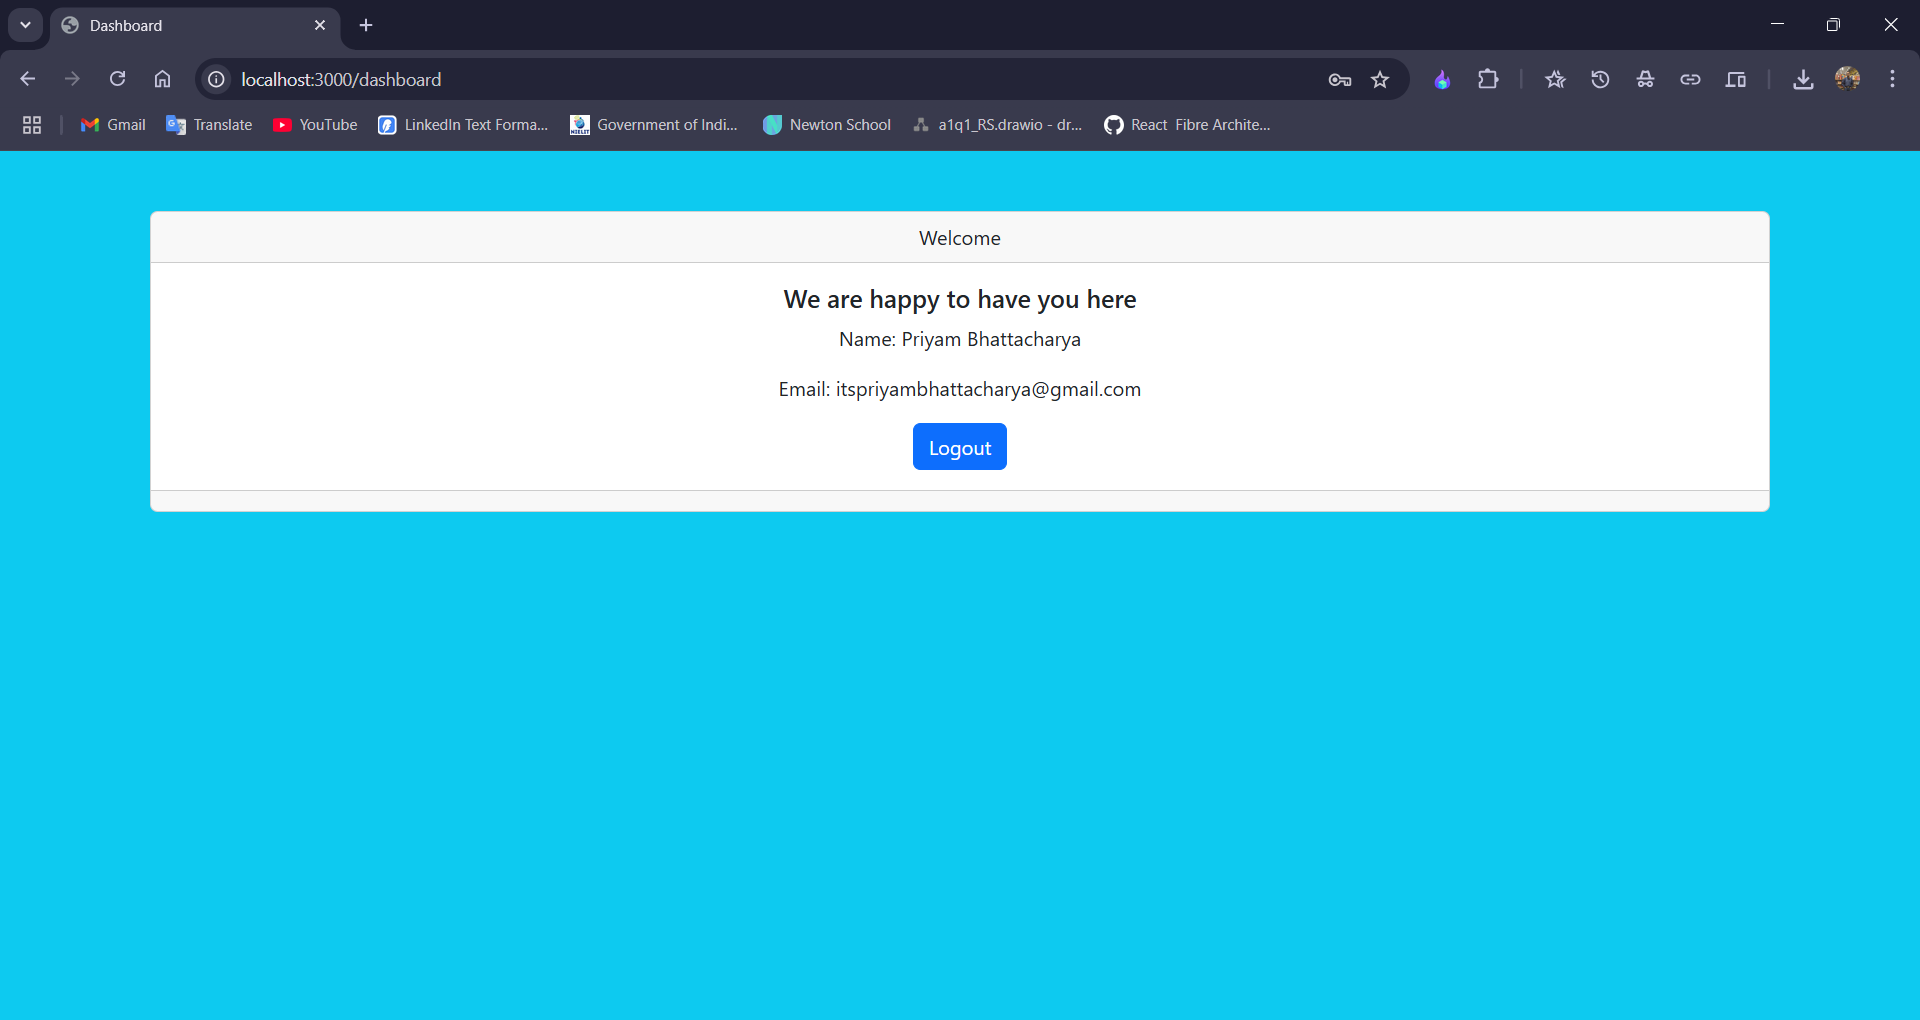 Dashboard
localhost:3000/dashboard
Gmail Translate YouTube LinkedIn Text Forma... Government of Indi... Newton School a1q1_RS.drawio - dr... React Fibre Archite...
Welcome
We are happy to have you here
Name: Priyam Bhattacharya
Email: itspriyambhattacharya@gmail.com
Logout